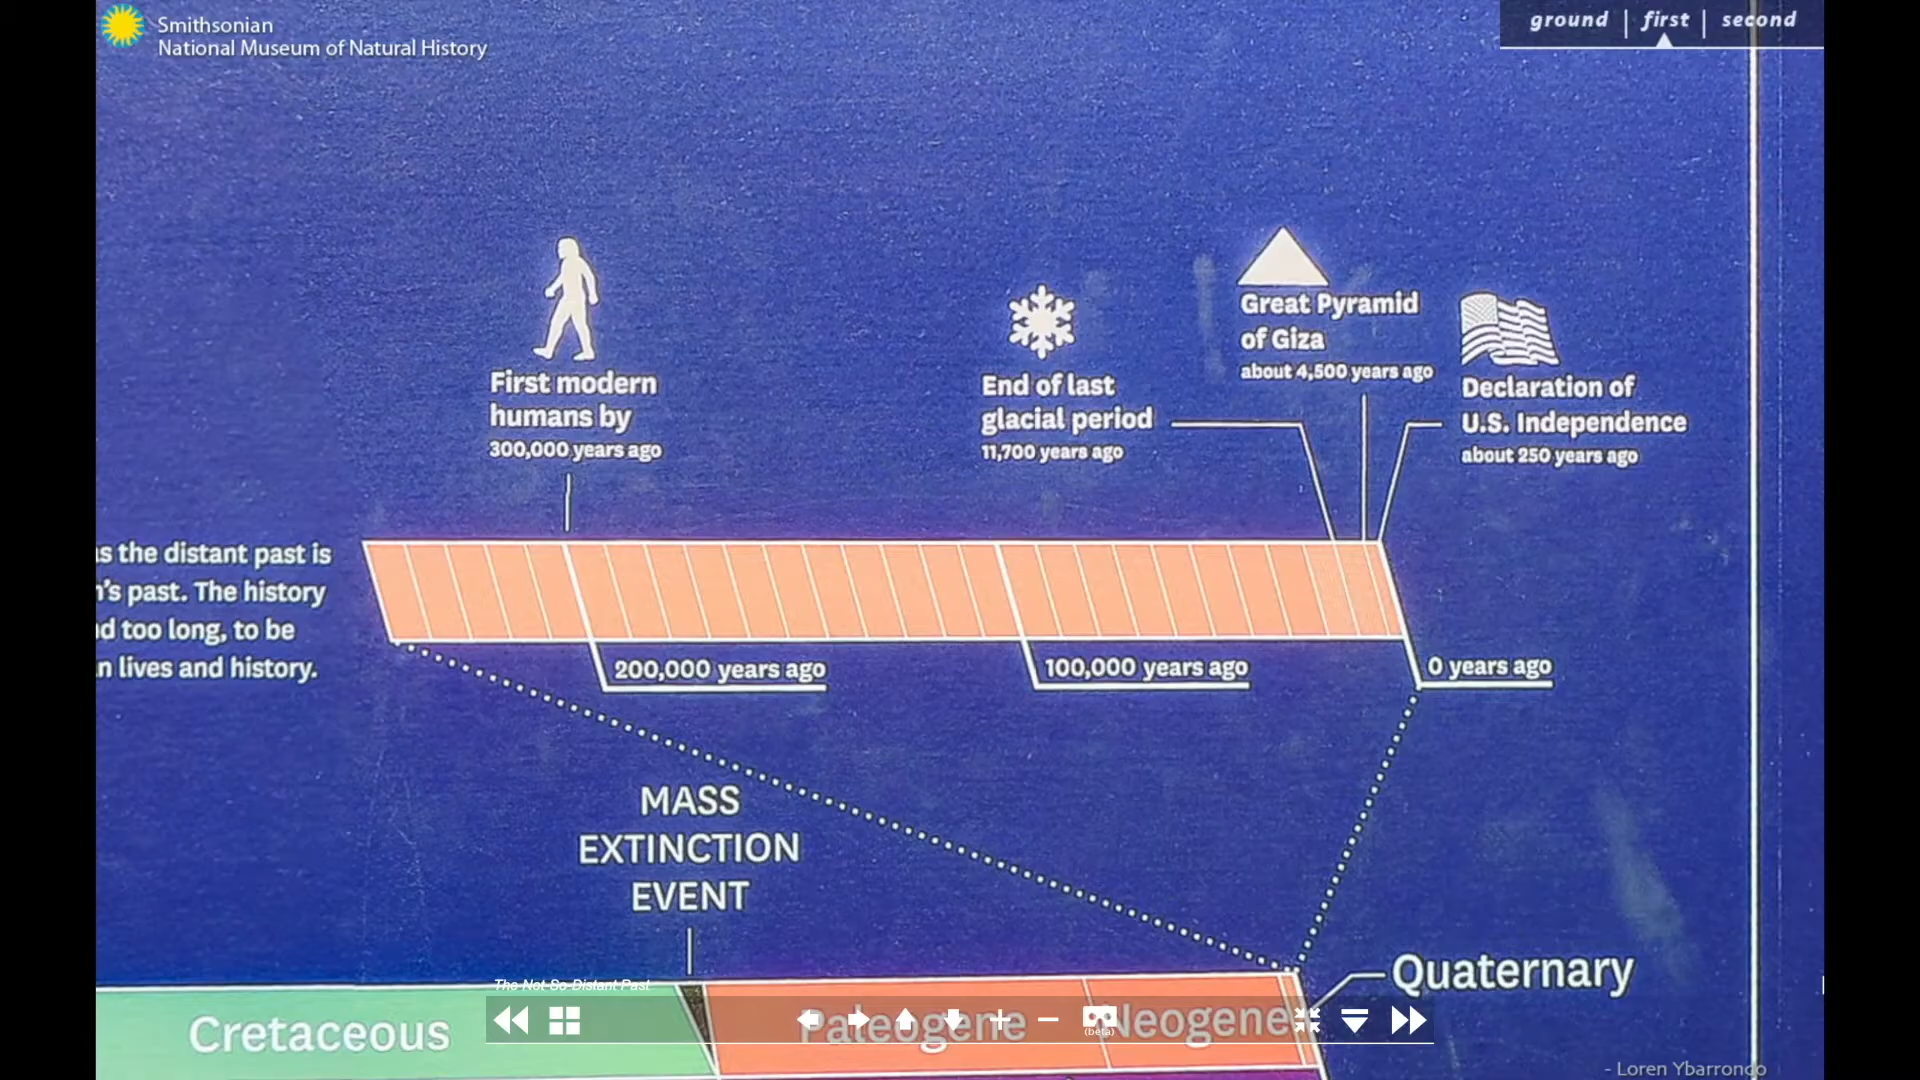 Smithsonian
National Museum of Natural History
ground | first | second
Great Pyramid
of Giza
about 4,500 years ago
First modern
humans by
300,000 years ago
End of last
glacial period
11,700 years ago
Declaration of
U.S. Independence
about 250 years ago
as the distant past is
n's past. The history
nd too long, to be
n lives and history.
200,000 years ago
100,000 years ago
0 years ago
MASS
EXTINCTION
EVENT
Quaternary
The Not So Distant Past
Cretaceous
Paleogene
Neogene
(beta)
- Loren Ybarrondo